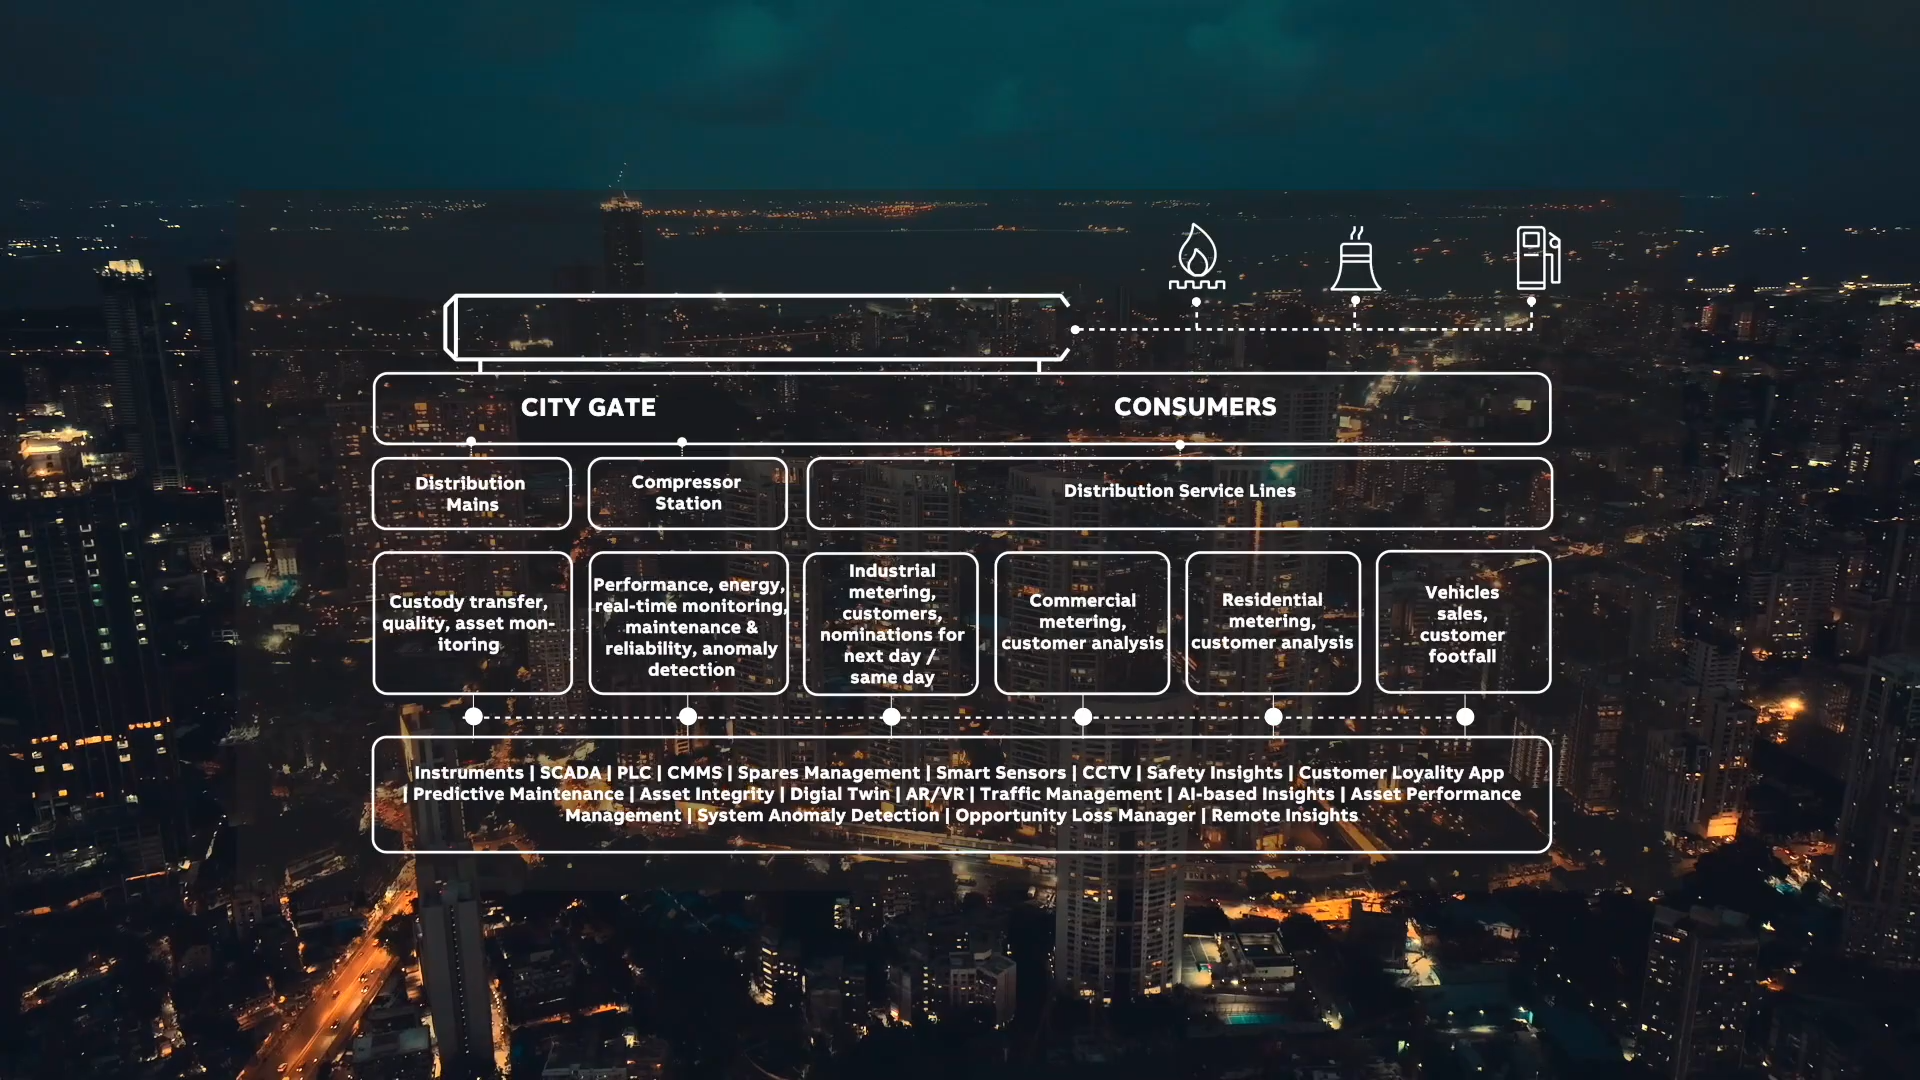 CITY GATE
CONSUMERS
Distribution
Mains
Compressor
Station
Distribution Service Lines
Custody transfer,
quality, asset mon-
itoring
Performance, energy,
real-time monitoring,
maintenance &
reliability, anomaly
detection
Industrial
metering,
customers,
nominations for
next day /
same day
Commercial
metering,
customer analysis
Residential
metering,
customer analysis
Vehicles
sales,
customer
footfall
Instruments | SCADA | PLC | CMMS | Spares Management | Smart Sensors | CCTV | Safety Insights | Customer Loyality App
| Predictive Maintenance | Asset Integrity | Digial Twin | AR/VR | Traffic Management | AI-based Insights | Asset Performance
Management | System Anomaly Detection | Opportunity Loss Manager | Remote Insights